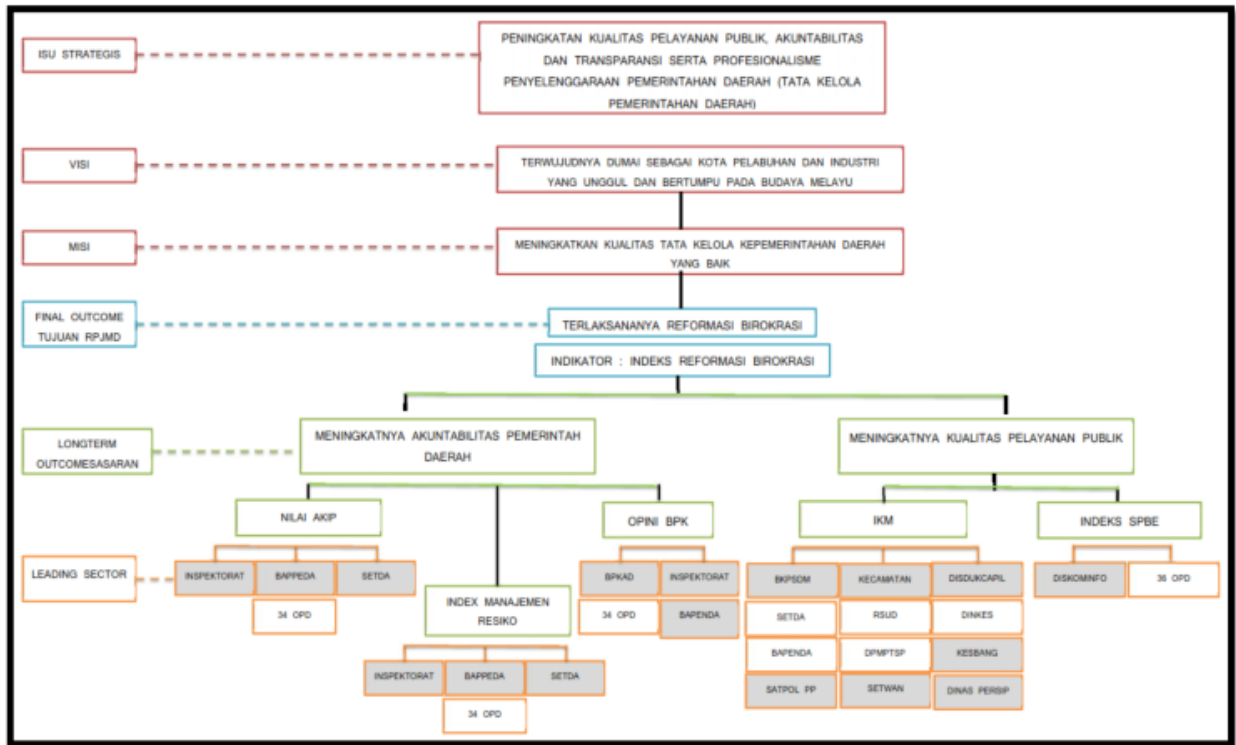 ISU STRATEGIS
PENINGKATAN KUALITAS PELAYANAN PUBLIK, AKUNTABILITAS
DAN TRANSPARANSI SERTA PROFESIONALISME
PENYELENGGARAAN PEMERINTAHAN DAERAH (TATA KELOLA
PEMERINTAHAN DAERAH)
VISI
TERWUJUDNYA DUMAI SEBAGAI KOTA PELABUHAN DAN INDUSTRI
YANG UNGGUL DAN BERTUMPU PADA BUDAYA MELAYU
MISI
MENINGKATKAN KUALITAS TATA KELOLA KEPEMERINTAHAN DAERAH
YANG BAIK
FINAL OUTCOME
TUJUAN RPJMD
TERLAKSANANYA REFORMASI BIROKRASI
INDIKATOR : INDEKS REFORMASI BIROKRASI
LONGTERM
OUTCOMESASARAN
MENINGKATNYA AKUNTABILITAS PEMERINTAH
DAERAH
MENINGKATNYA KUALITAS PELAYANAN PUBLIK
NILAI AKIP
OPINI BPK
IKM
INDEKS SPBE
LEADING SECTOR
INSPEKTORAT
BAPPEDA
SETDA
34 OPD
INDEX MANAJEMEN
RESIKO
INSPEKTORAT
BAPPEDA
SETDA
34 OPD
BPKAD
INSPEKTORAT
34 OPD
BAPENDA
BKPSDM
KECAMATAN
DISDUKCAPIL
SETDA
RSUD
DINKES
BAPENDA
DPMPTSP
KESBANG
SATPOL PP
SETWAN
DINAS PERSIP
DISKOMINFO
36 OPD